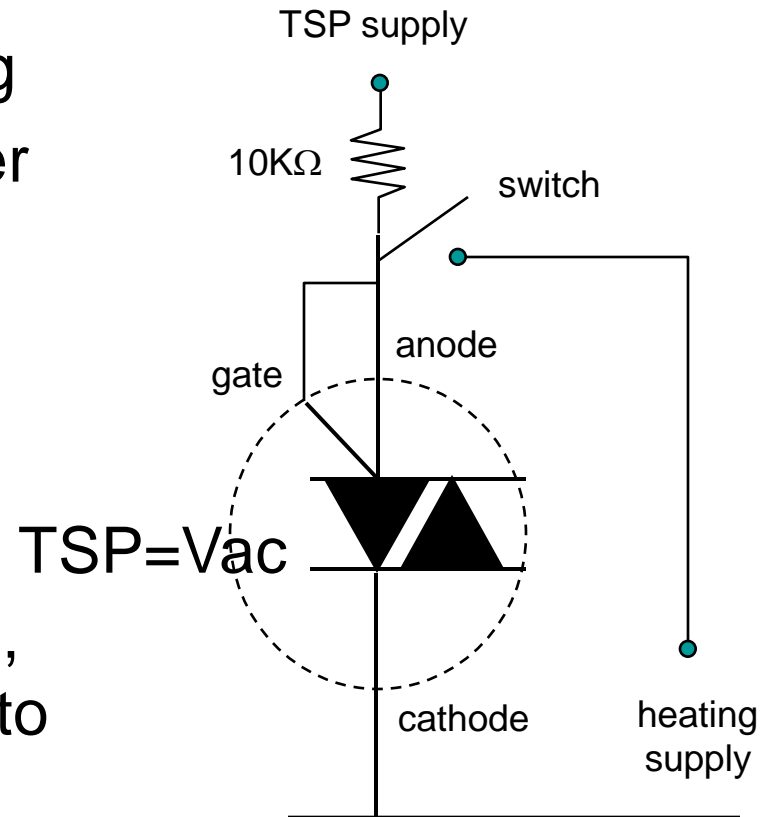 TSP supply
g
10KΩ
er
switch
anode
gate
TSP=Vac
,
to
cathode
heating
supply